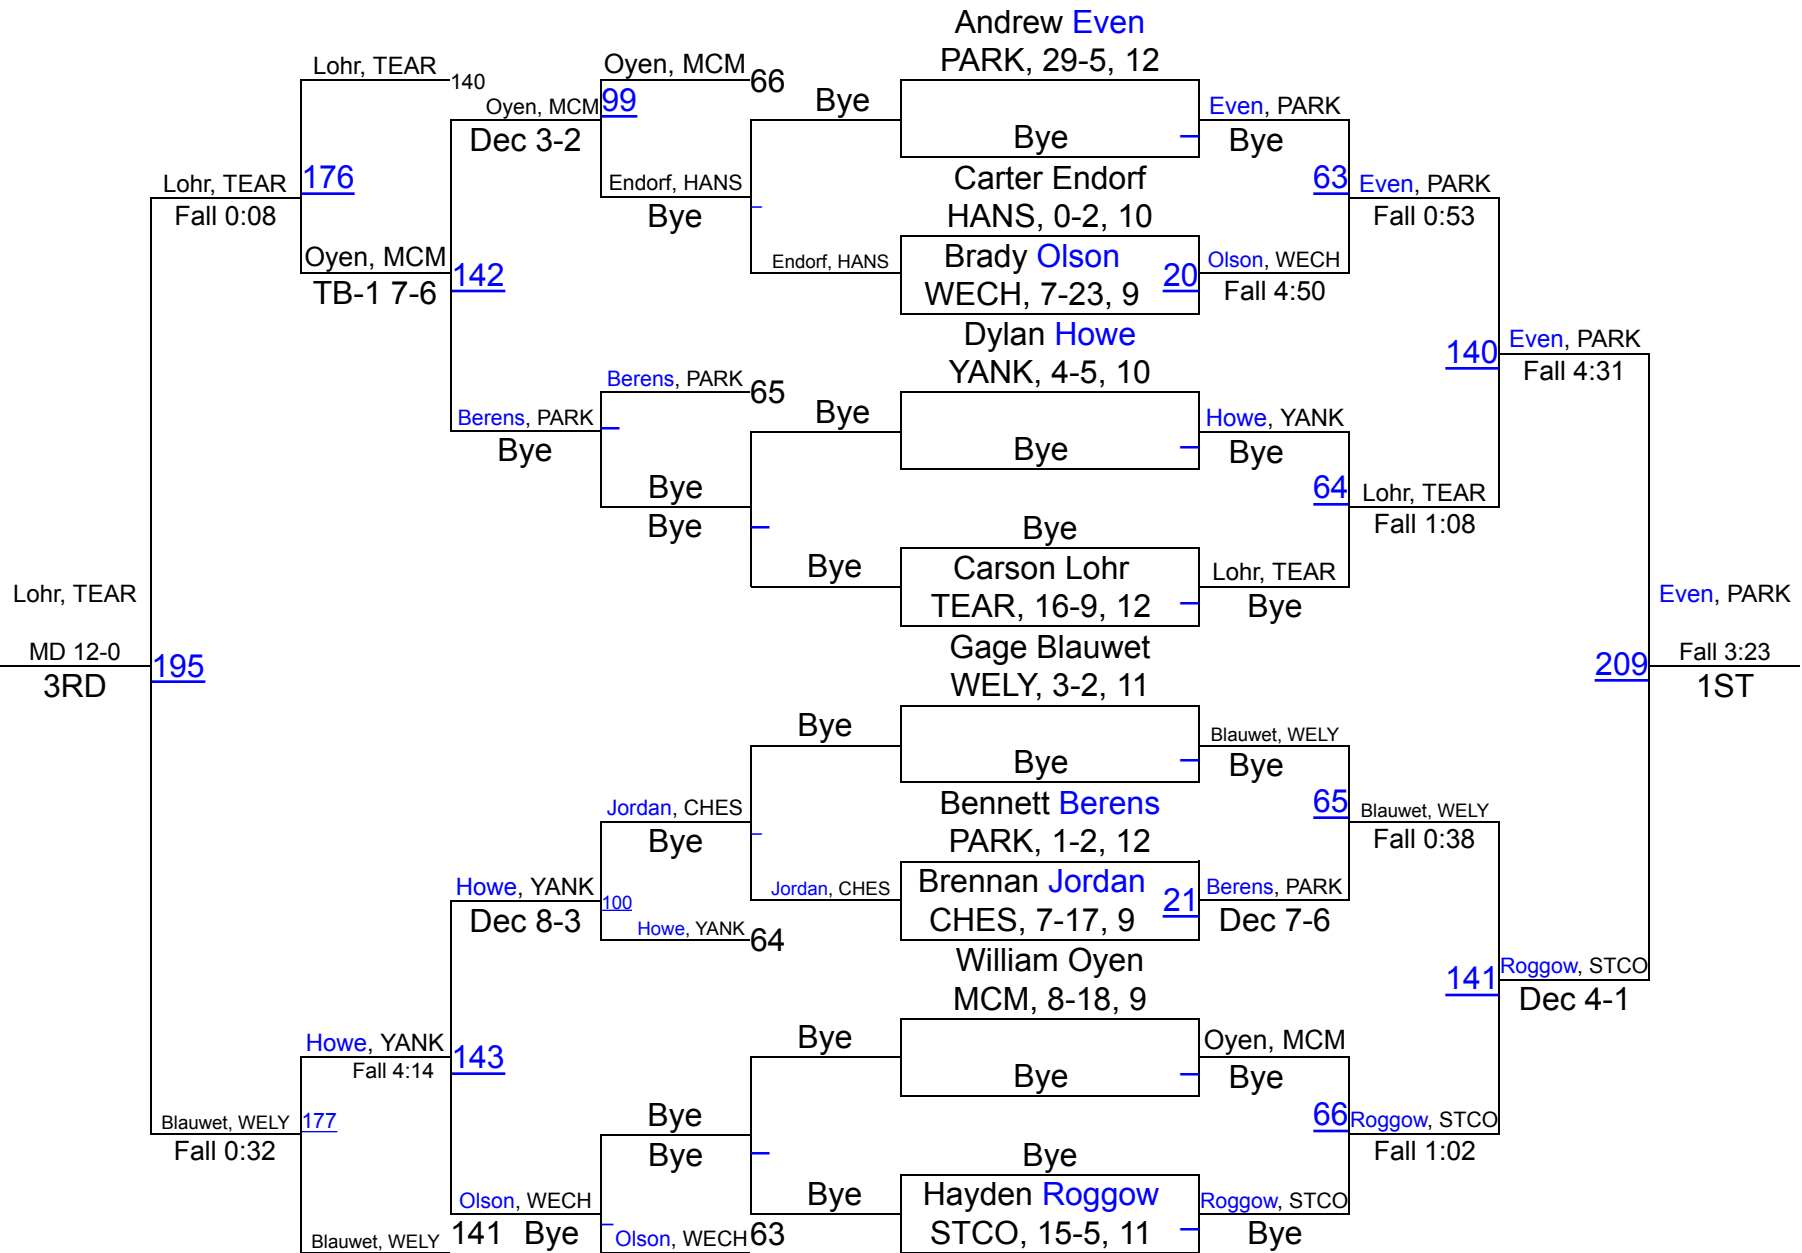 Andrew Even
PARK, 29-5, 12
Bye
Carter Endorf
HANS, 0-2, 10
Brady Olson
WECH, 7-23, 9
20
Dylan Howe
YANK, 4-5, 10
Bye
Bye
Carson Lohr
TEAR, 16-9, 12
Gage Blauwet
WELY, 3-2, 11
Bye
Bennett Berens
PARK, 1-2, 12
Brennan Jordan
CHES, 7-17, 9
21
William Oyen
MCM, 8-18, 9
Bye
Bye
Hayden Roggow
STCO, 15-5, 11
Even, PARK
Bye
63
Olson, WECH
Fall 4:50
Howe, YANK
Bye
64
Lohr, TEAR
Bye
Blauwet, WELY
Bye
65
Berens, PARK
Dec 7-6
Oyen, MCM
Bye
66
Roggow, STCO
Bye
Even, PARK
Fall 0:53
140
Lohr, TEAR
Fall 1:08
Blauwet, WELY
Fall 0:38
141
Roggow, STCO
Fall 1:02
Even, PARK
Fall 4:31
209
Roggow, STCO
Dec 4-1
Even, PARK
Fall 3:23
1ST
Bye
Endorf, HANS
Bye
Bye
Bye
Jordan, CHES
Bye
Bye
Oyen, MCM
66
99
Endorf, HANS
Bye
Berens, PARK
65
Bye
Bye
Jordan, CHES
Bye
100
Howe, YANK
64
Bye
Bye
Olson, WECH
63
Oyen, MCM
Dec 3-2
142
Berens, PARK
Bye
Howe, YANK
Dec 8-3
143
Olson, WECH
Bye
Lohr, TEAR
140
176
Oyen, MCM
TB-1 7-6
Howe, YANK
Fall 4:14
177
Blauwet, WELY
141
Lohr, TEAR
Fall 0:08
195
Blauwet, WELY
Fall 0:32
Lohr, TEAR
MD 12-0
3RD